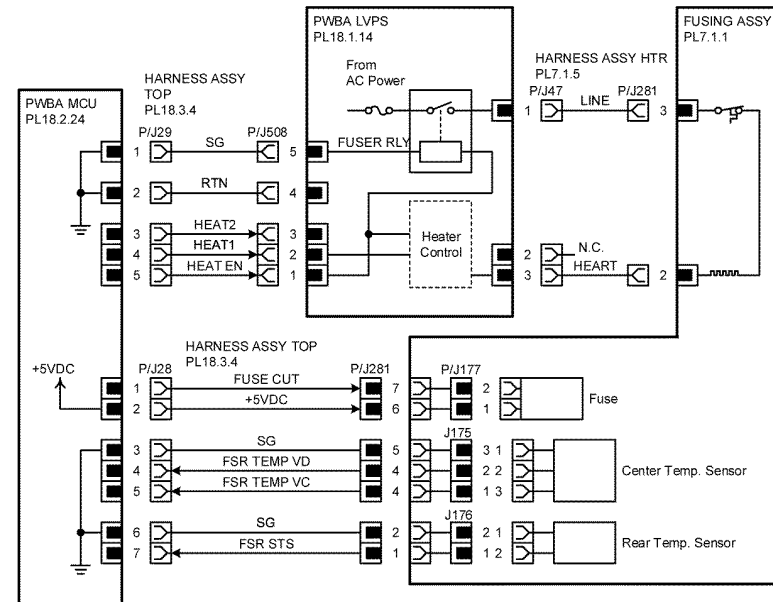 PWBA LVPS
PL18.1.14
FUSING ASSY
PL7.1.1
HARNESS ASSY
TOP
PL18.3.4
From
AC Power
HARNESS ASSY HTR
PL7.1.5
PWBA MCU
PL18.2.24
P/J47 LINE P/J281
1 3
P/J29 SG P/J508
1 5 FUSER RLY
RTN
2 4
HEAT2
3 3
HEAT1
4 2
HEAT EN
5 1
Heater
Control
2 N.C.
3 HEART 2
HARNESS ASSY TOP
PL18.3.4
+5VDC
P/J28 FUSE CUT P/J281 P/J177
1 7 2
+5VDC
2 6 1
Fuse
SG J175
3 5 3 1
FSR TEMP VD
4 4 2 2
FSR TEMP VC
5 4 1 3
Center Temp. Sensor
SG J176
6 2 2 1
FSR STS
7 1 1 2
Rear Temp. Sensor